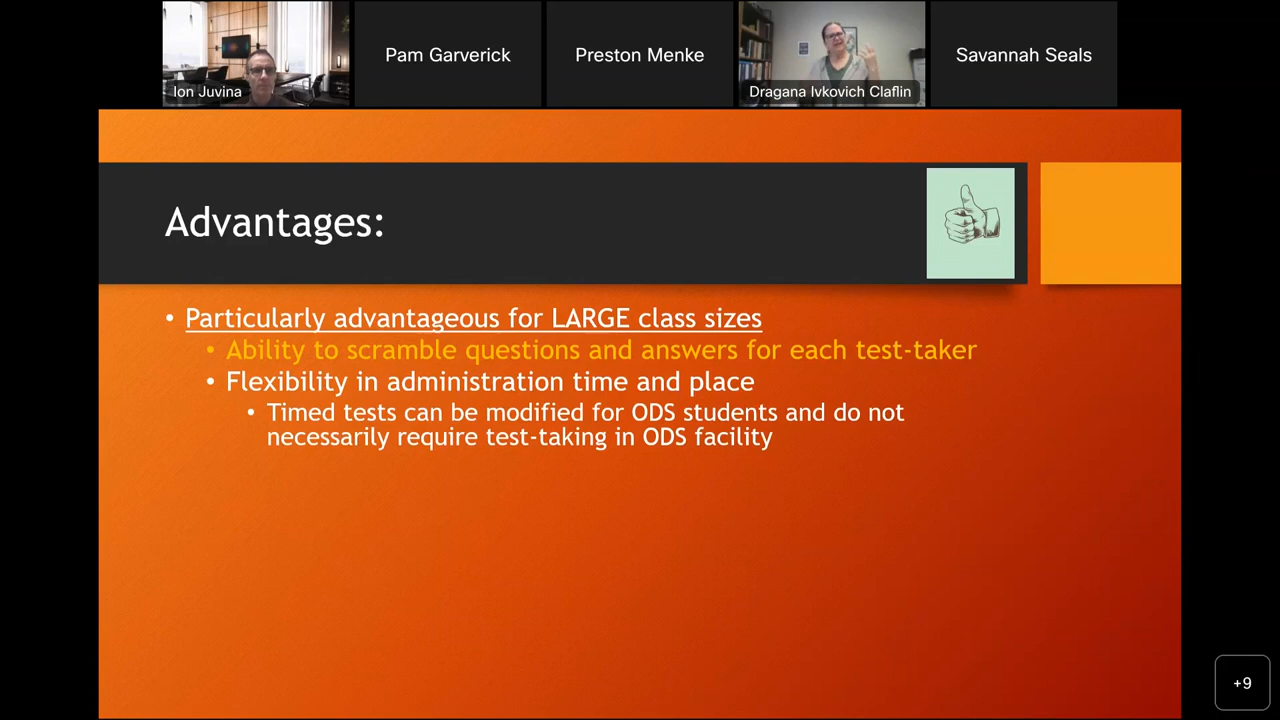 Ion Juvina
Pam Garverick
Preston Menke
Dragana Ivkovich Claflin
Savannah Seals
Advantages:
• Particularly advantageous for LARGE class sizes
• Ability to scramble questions and answers for each test-taker
• Flexibility in administration time and place
• Timed tests can be modified for ODS students and do not
necessarily require test-taking in ODS facility
+9